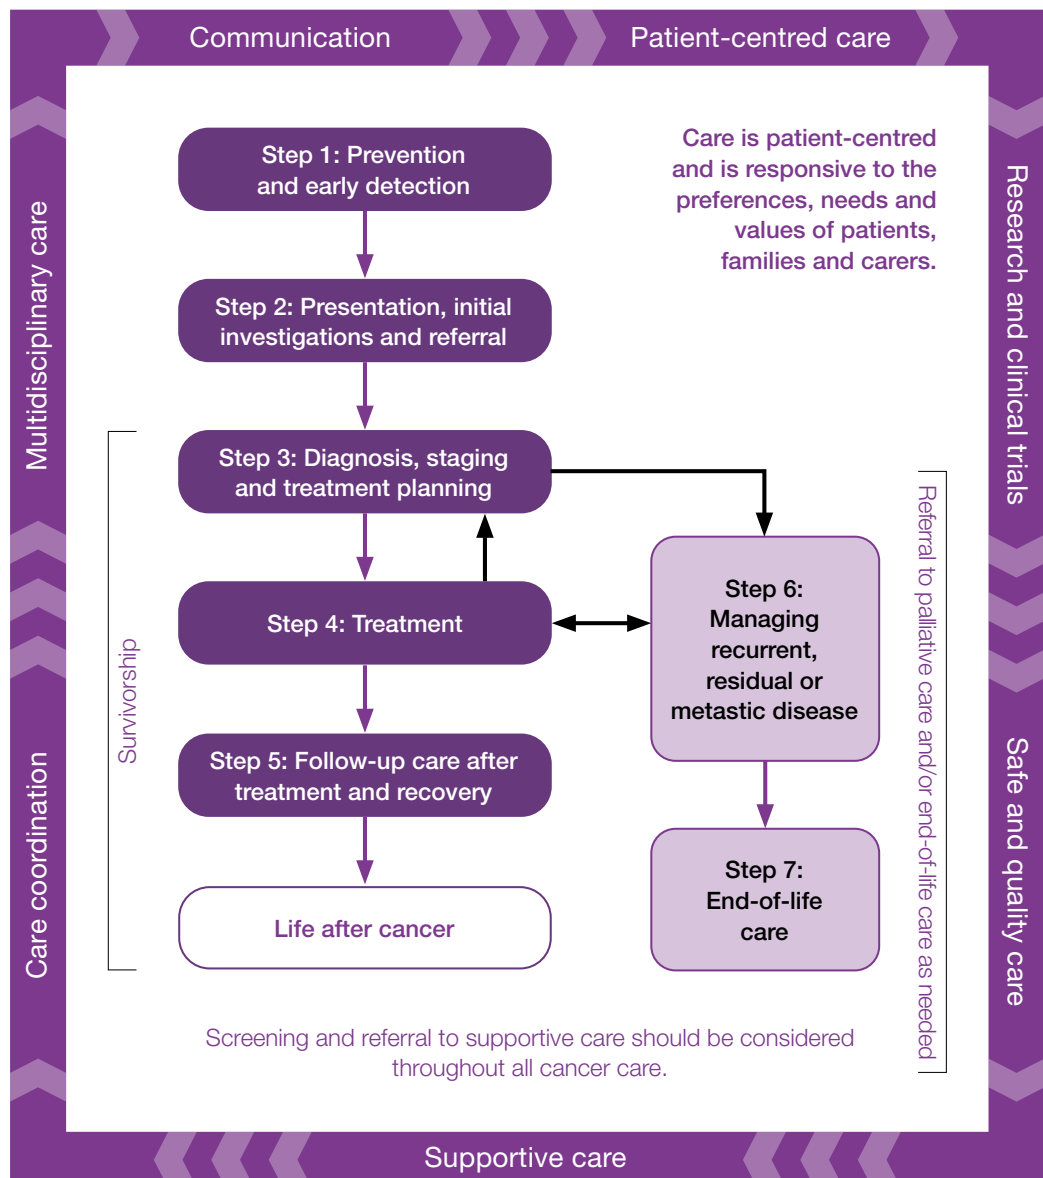 Communication
Patient-centred care
Multidisciplinary care
Care coordination
Research and clinical trials
Safe and quality care
Care is patient-centred
and is responsive to the
preferences, needs and
values of patients,
families and carers.
Step 1: Prevention
and early detection
Step 2: Presentation, initial
investigations and referral
Step 3: Diagnosis, staging
and treatment planning
Step 4: Treatment
Step 5: Follow-up care after
treatment and recovery
Life after cancer
Survivorship
Step 6:
Managing
recurrent,
residual or
metastic disease
Step 7:
End-of-life
care
Referral to palliative care and/or end-of-life care as needed
Screening and referral to supportive care should be considered
throughout all cancer care.
Supportive care